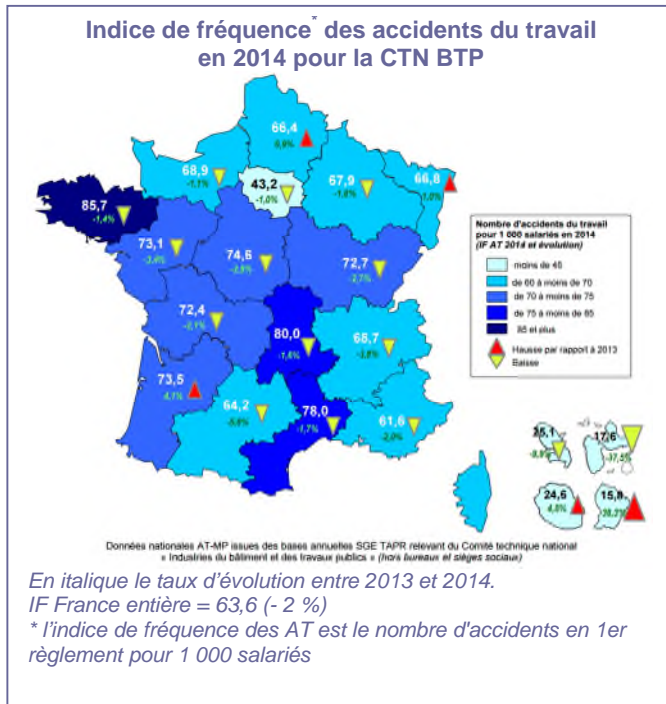 Indice de fréquence* des accidents du travail
en 2014 pour la CTN BTP
66,4
0,9%
68,9
-1,1%
43,2
-1,0%
67,9
-1,8%
66,8
1,0%
85,7
-1,4%
73,1
74,6
72,7
-2,7%
72,4
-2,1%
80,0
-1,6%
73,5
4,1%
64,2
78,0
-1,7%
61,6
-2,0%
25,1
17,6
-37,5%
24,6
4,8%
15,8
Nombre d'accidents du travail
pour 1 000 salariés en 2014
(IF AT 2014 et évolution)
moins de 45
de 60 à moins de 70
de 70 à moins de 75
de 75 à moins de 85
85 et plus
Hausse par rapport à 2013
Baisse
Données nationales AT-MP issues des bases annuelles SGE TAPR relevant du Comité technique national
« Industries du bâtiment et des travaux publics » (hors bureaux et sièges sociaux)
En italique le taux d'évolution entre 2013 et 2014.
IF France entière = 63,6 (- 2 %)
* l'indice de fréquence des AT est le nombre d'accidents en 1er
règlement pour 1 000 salariés